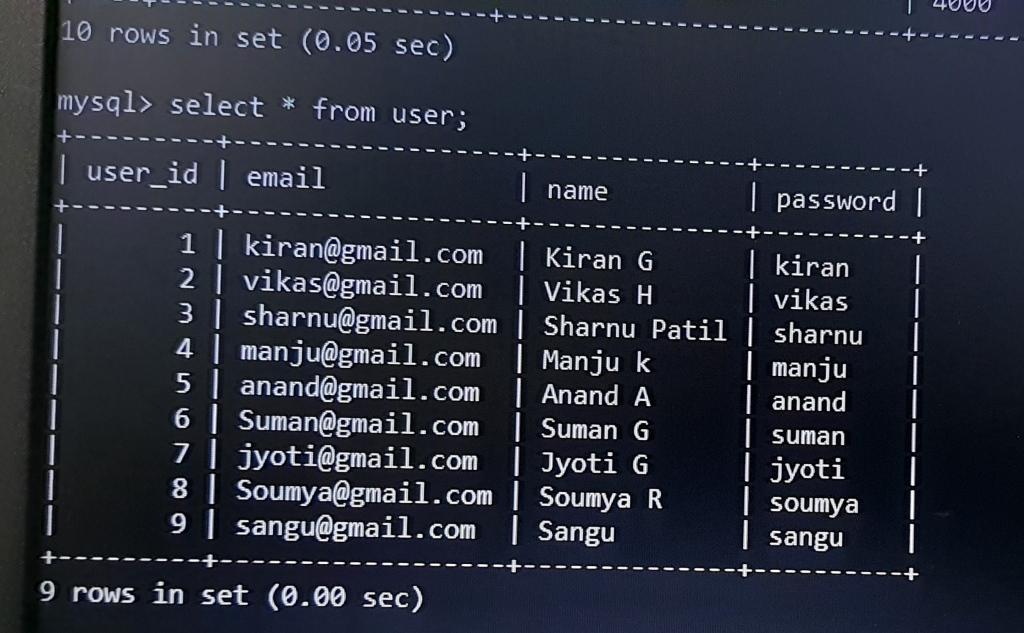 | 4000
10 rows in set (0.05 sec)
mysql> select * from user;
+---------+------------------+-------------+----------+
| user_id | email | name | password |
+---------+------------------+-------------+----------+
| 1 | kiran@gmail.com | Kiran G | kiran |
| 2 | vikas@gmail.com | Vikas H | vikas |
| 3 | sharnu@gmail.com | Sharnu Patil | sharnu |
| 4 | manju@gmail.com | Manju k | manju |
| 5 | anand@gmail.com | Anand A | anand |
| 6 | Suman@gmail.com | Suman G | suman |
| 7 | jyoti@gmail.com | Jyoti G | jyoti |
| 8 | Soumya@gmail.com | Soumya R | soumya |
| 9 | sangu@gmail.com | Sangu | sangu |
+---------+------------------+-------------+----------+
9 rows in set (0.00 sec)